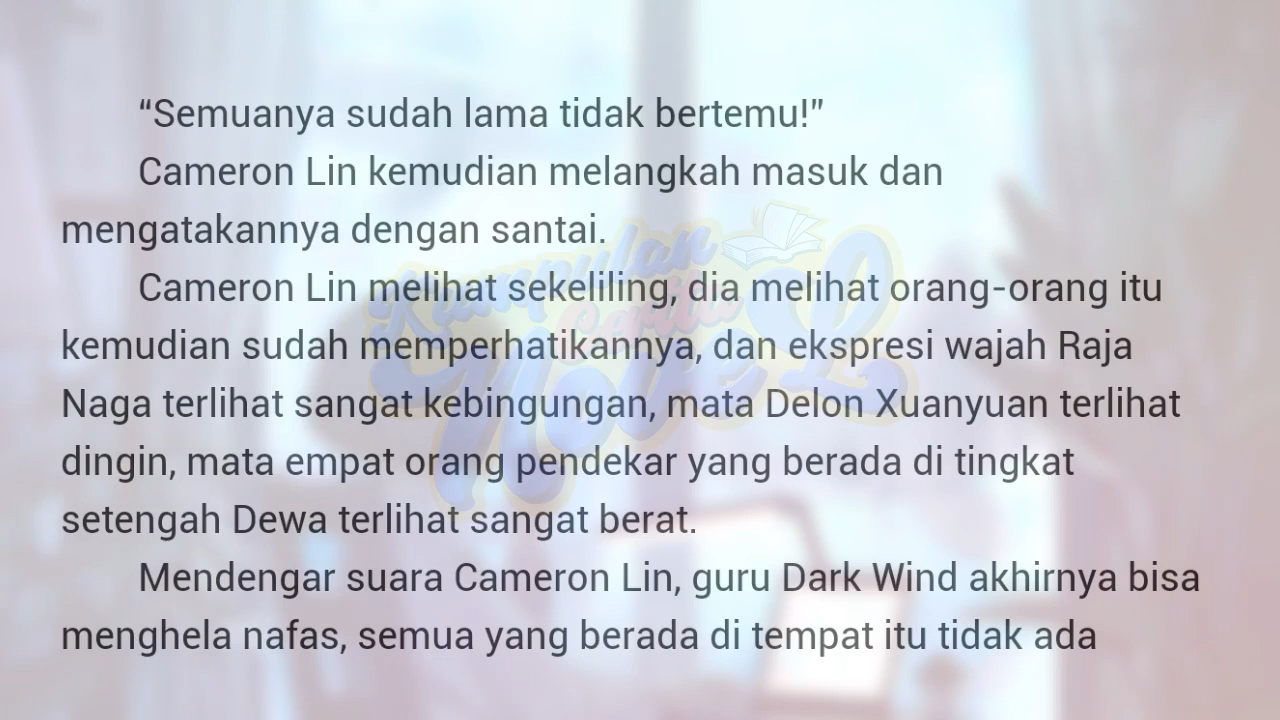 “Semuanya sudah lama tidak bertemu!”
Cameron Lin kemudian melangkah masuk dan
mengatakannya dengan santai.
Cameron Lin melihat sekeliling, dia melihat orang-orang itu
kemudian sudah memperhatikannya, dan ekspresi wajah Raja
Naga terlihat sangat kebingungan, mata Delon Xuanyuan terlihat
dingin, mata empat orang pendekar yang berada di tingkat
setengah Dewa terlihat sangat berat.
Mendengar suara Cameron Lin, guru Dark Wind akhirnya bisa
menghela nafas, semua yang berada di tempat itu tidak ada
Kumpulan
cerita
Novel